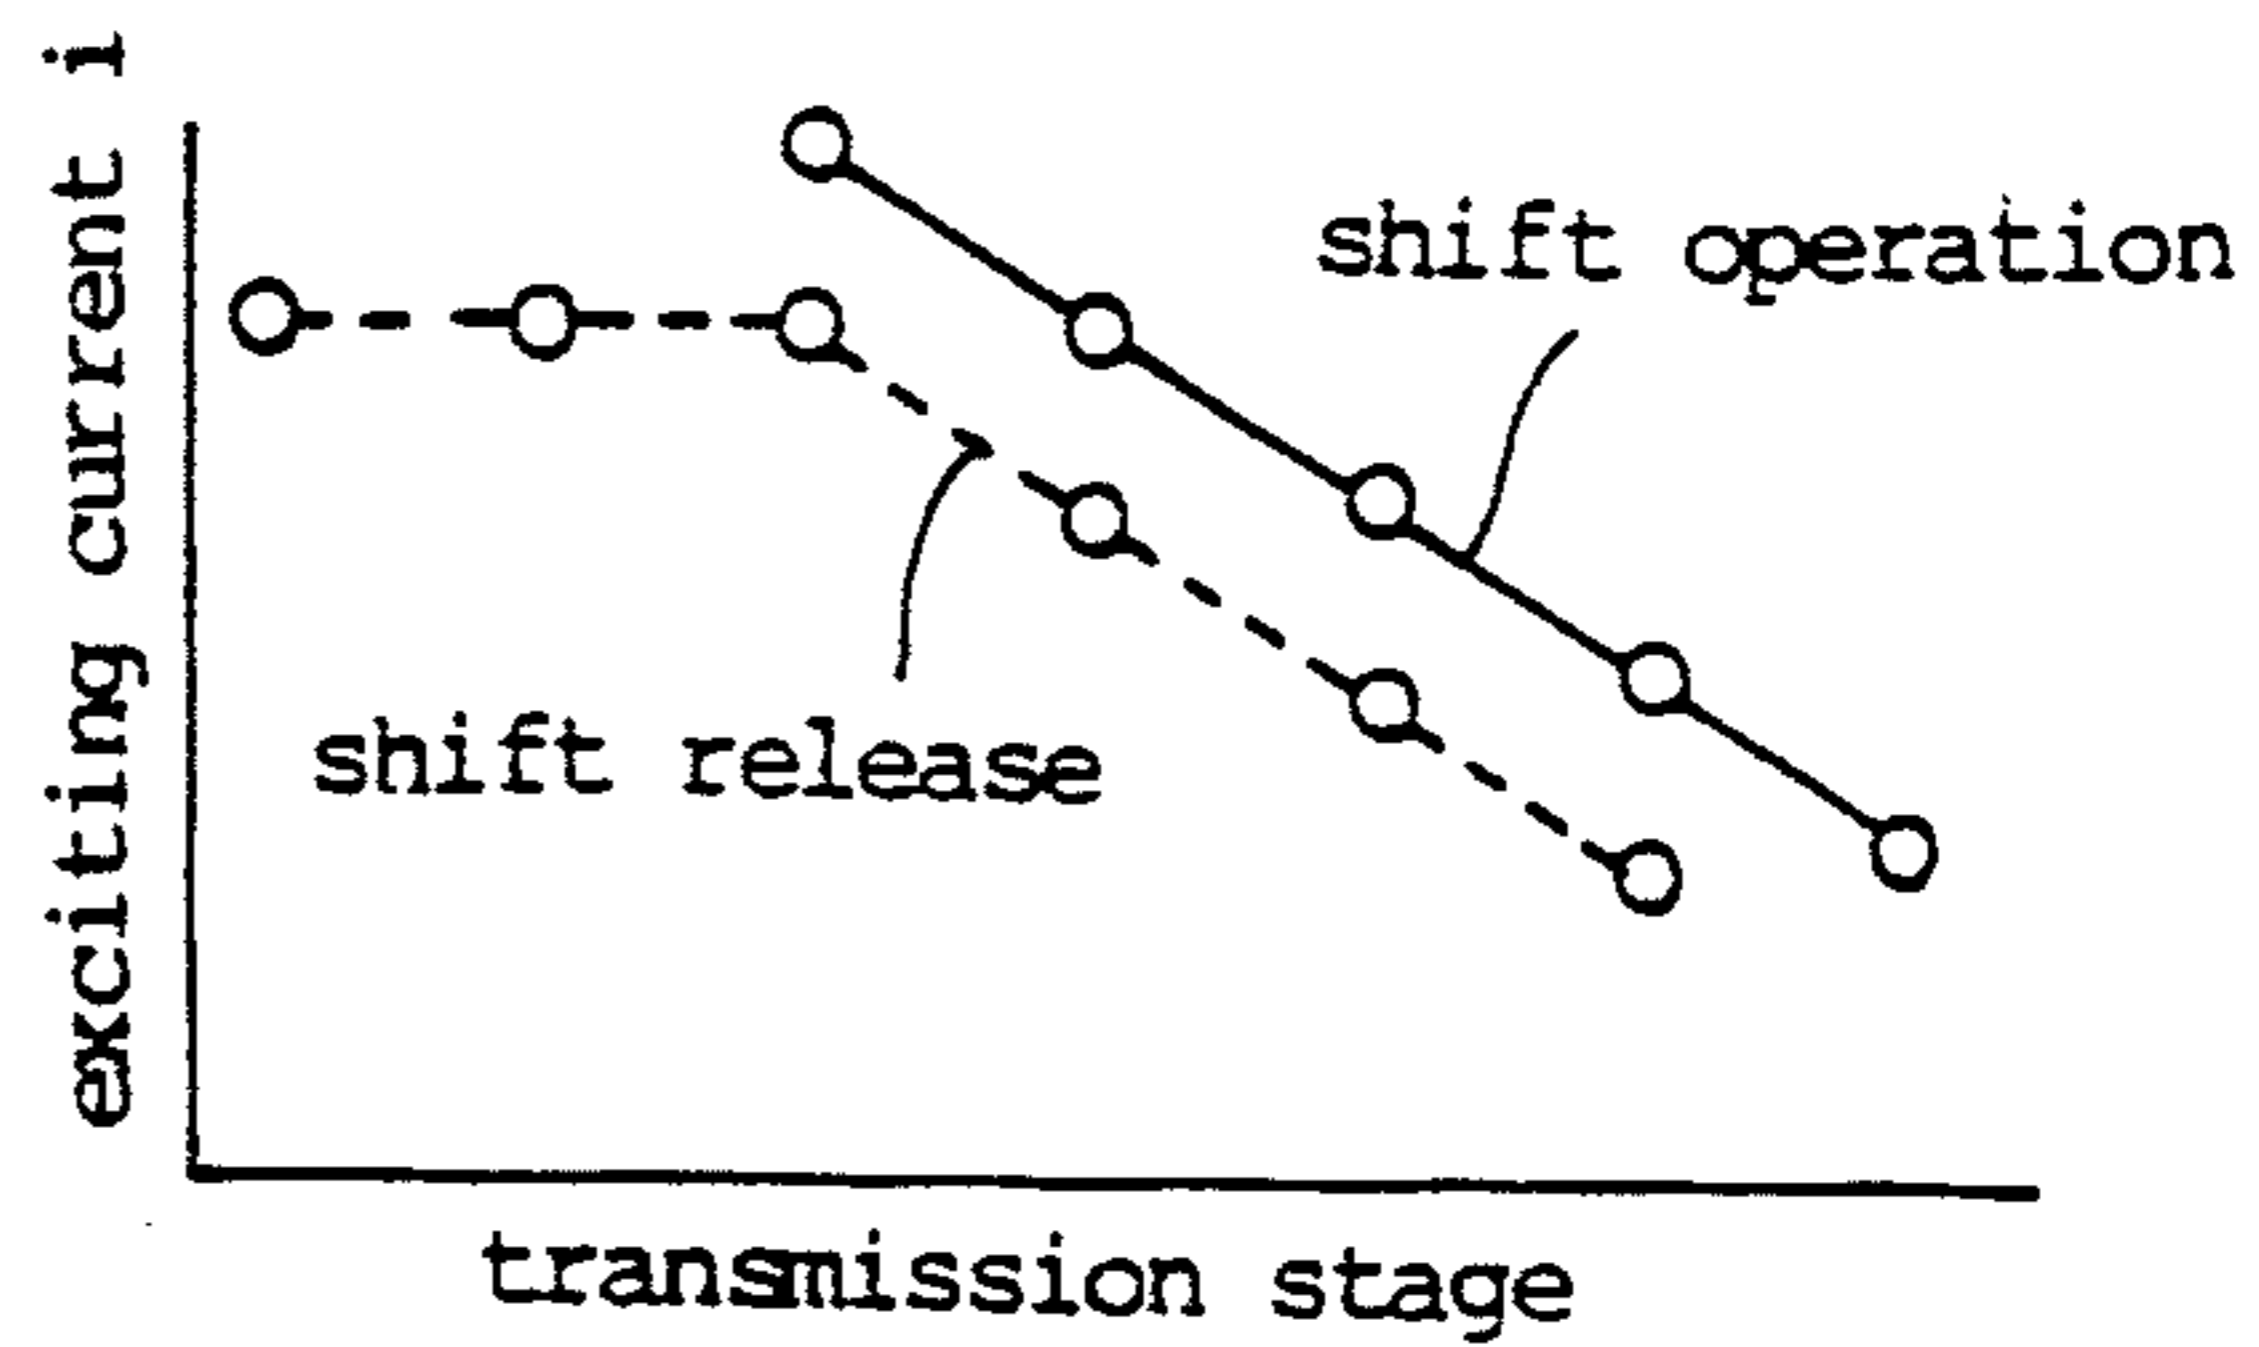 exciting current i
shift operation
shift release
transmission stage